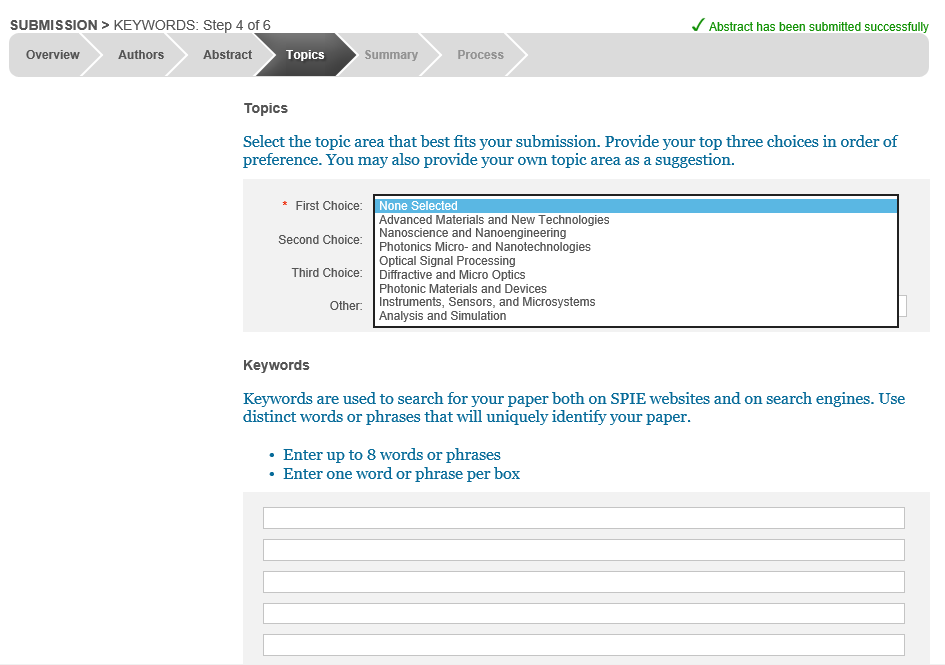 SUBMISSION > KEYWORDS: Step 4 of 6
✓ Abstract has been submitted successfully
Overview Authors Abstract Topics Summary Process
Topics
Select the topic area that best fits your submission. Provide your top three choices in order of
preference. You may also provide your own topic area as a suggestion.
* First Choice:
None Selected
Advanced Materials and New Technologies
Nanoscience and Nanoengineering
Photonics Micro- and Nanotechnologies
Optical Signal Processing
Diffractive and Micro Optics
Photonic Materials and Devices
Instruments, Sensors, and Microsystems
Analysis and Simulation
Second Choice:
Third Choice:
Other:
Keywords
Keywords are used to search for your paper both on SPIE websites and on search engines. Use
distinct words or phrases that will uniquely identify your paper.
• Enter up to 8 words or phrases
• Enter one word or phrase per box